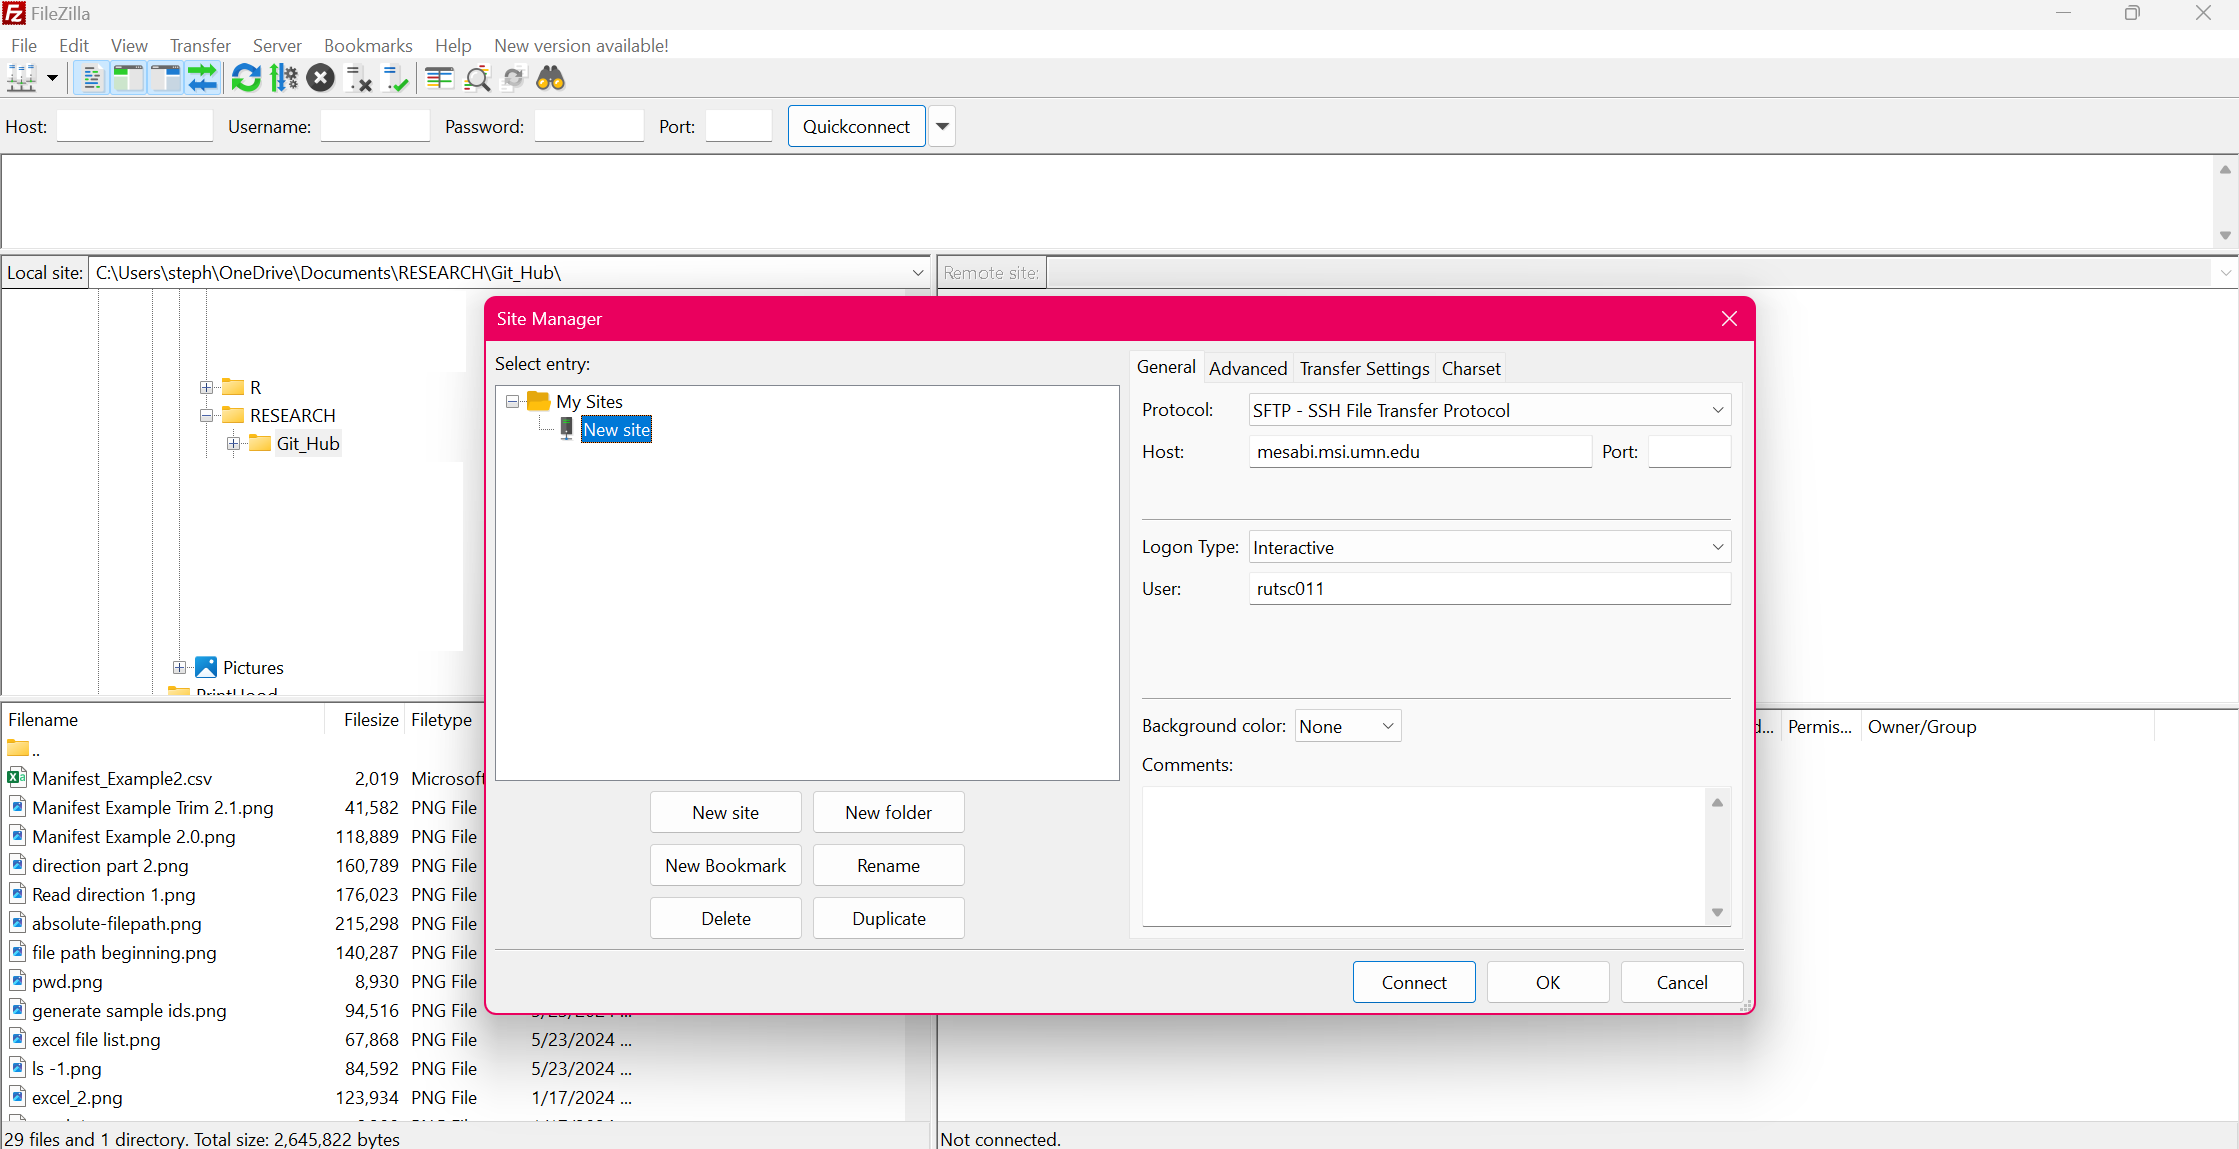 FileZilla
File Edit View Transfer Server Bookmarks Help New version available!
Host: Username: Password: Port: Quickconnect
Local site: C:\Users\steph\OneDrive\Documents\RESEARCH\Git_Hub\ Remote site:
R
RESEARCH
Git_Hub
Pictures
PrintHood
Filename Filesize Filetype
..
Manifest_Example2.csv 2,019 Microsoft
Manifest Example Trim 2.1.png 41,582 PNG File
Manifest Example 2.0.png 118,889 PNG File
direction part 2.png 160,789 PNG File
Read direction 1.png 176,023 PNG File
absolute-filepath.png 215,298 PNG File
file path beginning.png 140,287 PNG File
pwd.png 8,930 PNG File
generate sample ids.png 94,516 PNG File
excel file list.png 67,868 PNG File 5/23/2024 ...
ls -1.png 84,592 PNG File 5/23/2024 ...
excel_2.png 123,934 PNG File 1/17/2024 ...
29 files and 1 directory. Total size: 2,645,822 bytes
Site Manager
Select entry:
My Sites
New site
New site New folder
New Bookmark Rename
Delete Duplicate
General Advanced Transfer Settings Charset
Protocol: SFTP - SSH File Transfer Protocol
Host: mesabi.msi.umn.edu Port:
Logon Type: Interactive
User: rutsc011
Background color: None
Comments:
Connect OK Cancel
d... Permis... Owner/Group
Not connected.